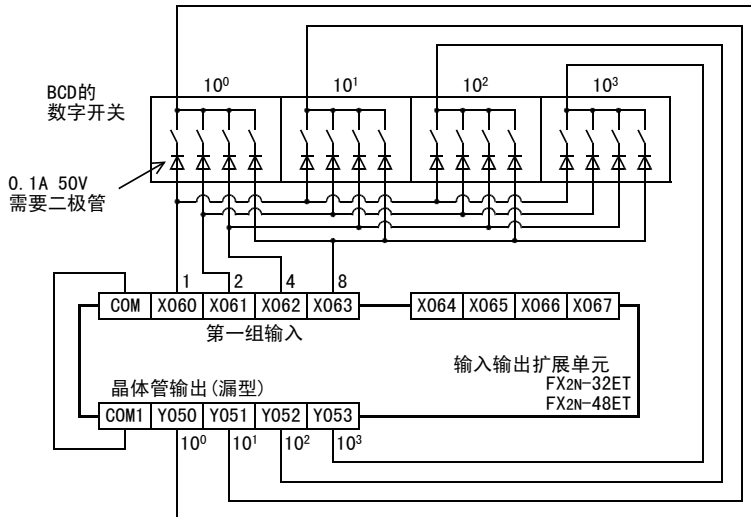 10⁰ 10¹ 10² 10³
BCD的
数字开关
0.1A 50V
需要二极管
1 2 4 8
COM X060 X061 X062 X063 X064 X065 X066 X067
第一组输入
输入输出扩展单元
FX2N-32ET
FX2N-48ET
晶体管输出(漏型)
COM1 Y050 Y051 Y052 Y053
10⁰ 10¹ 10² 10³